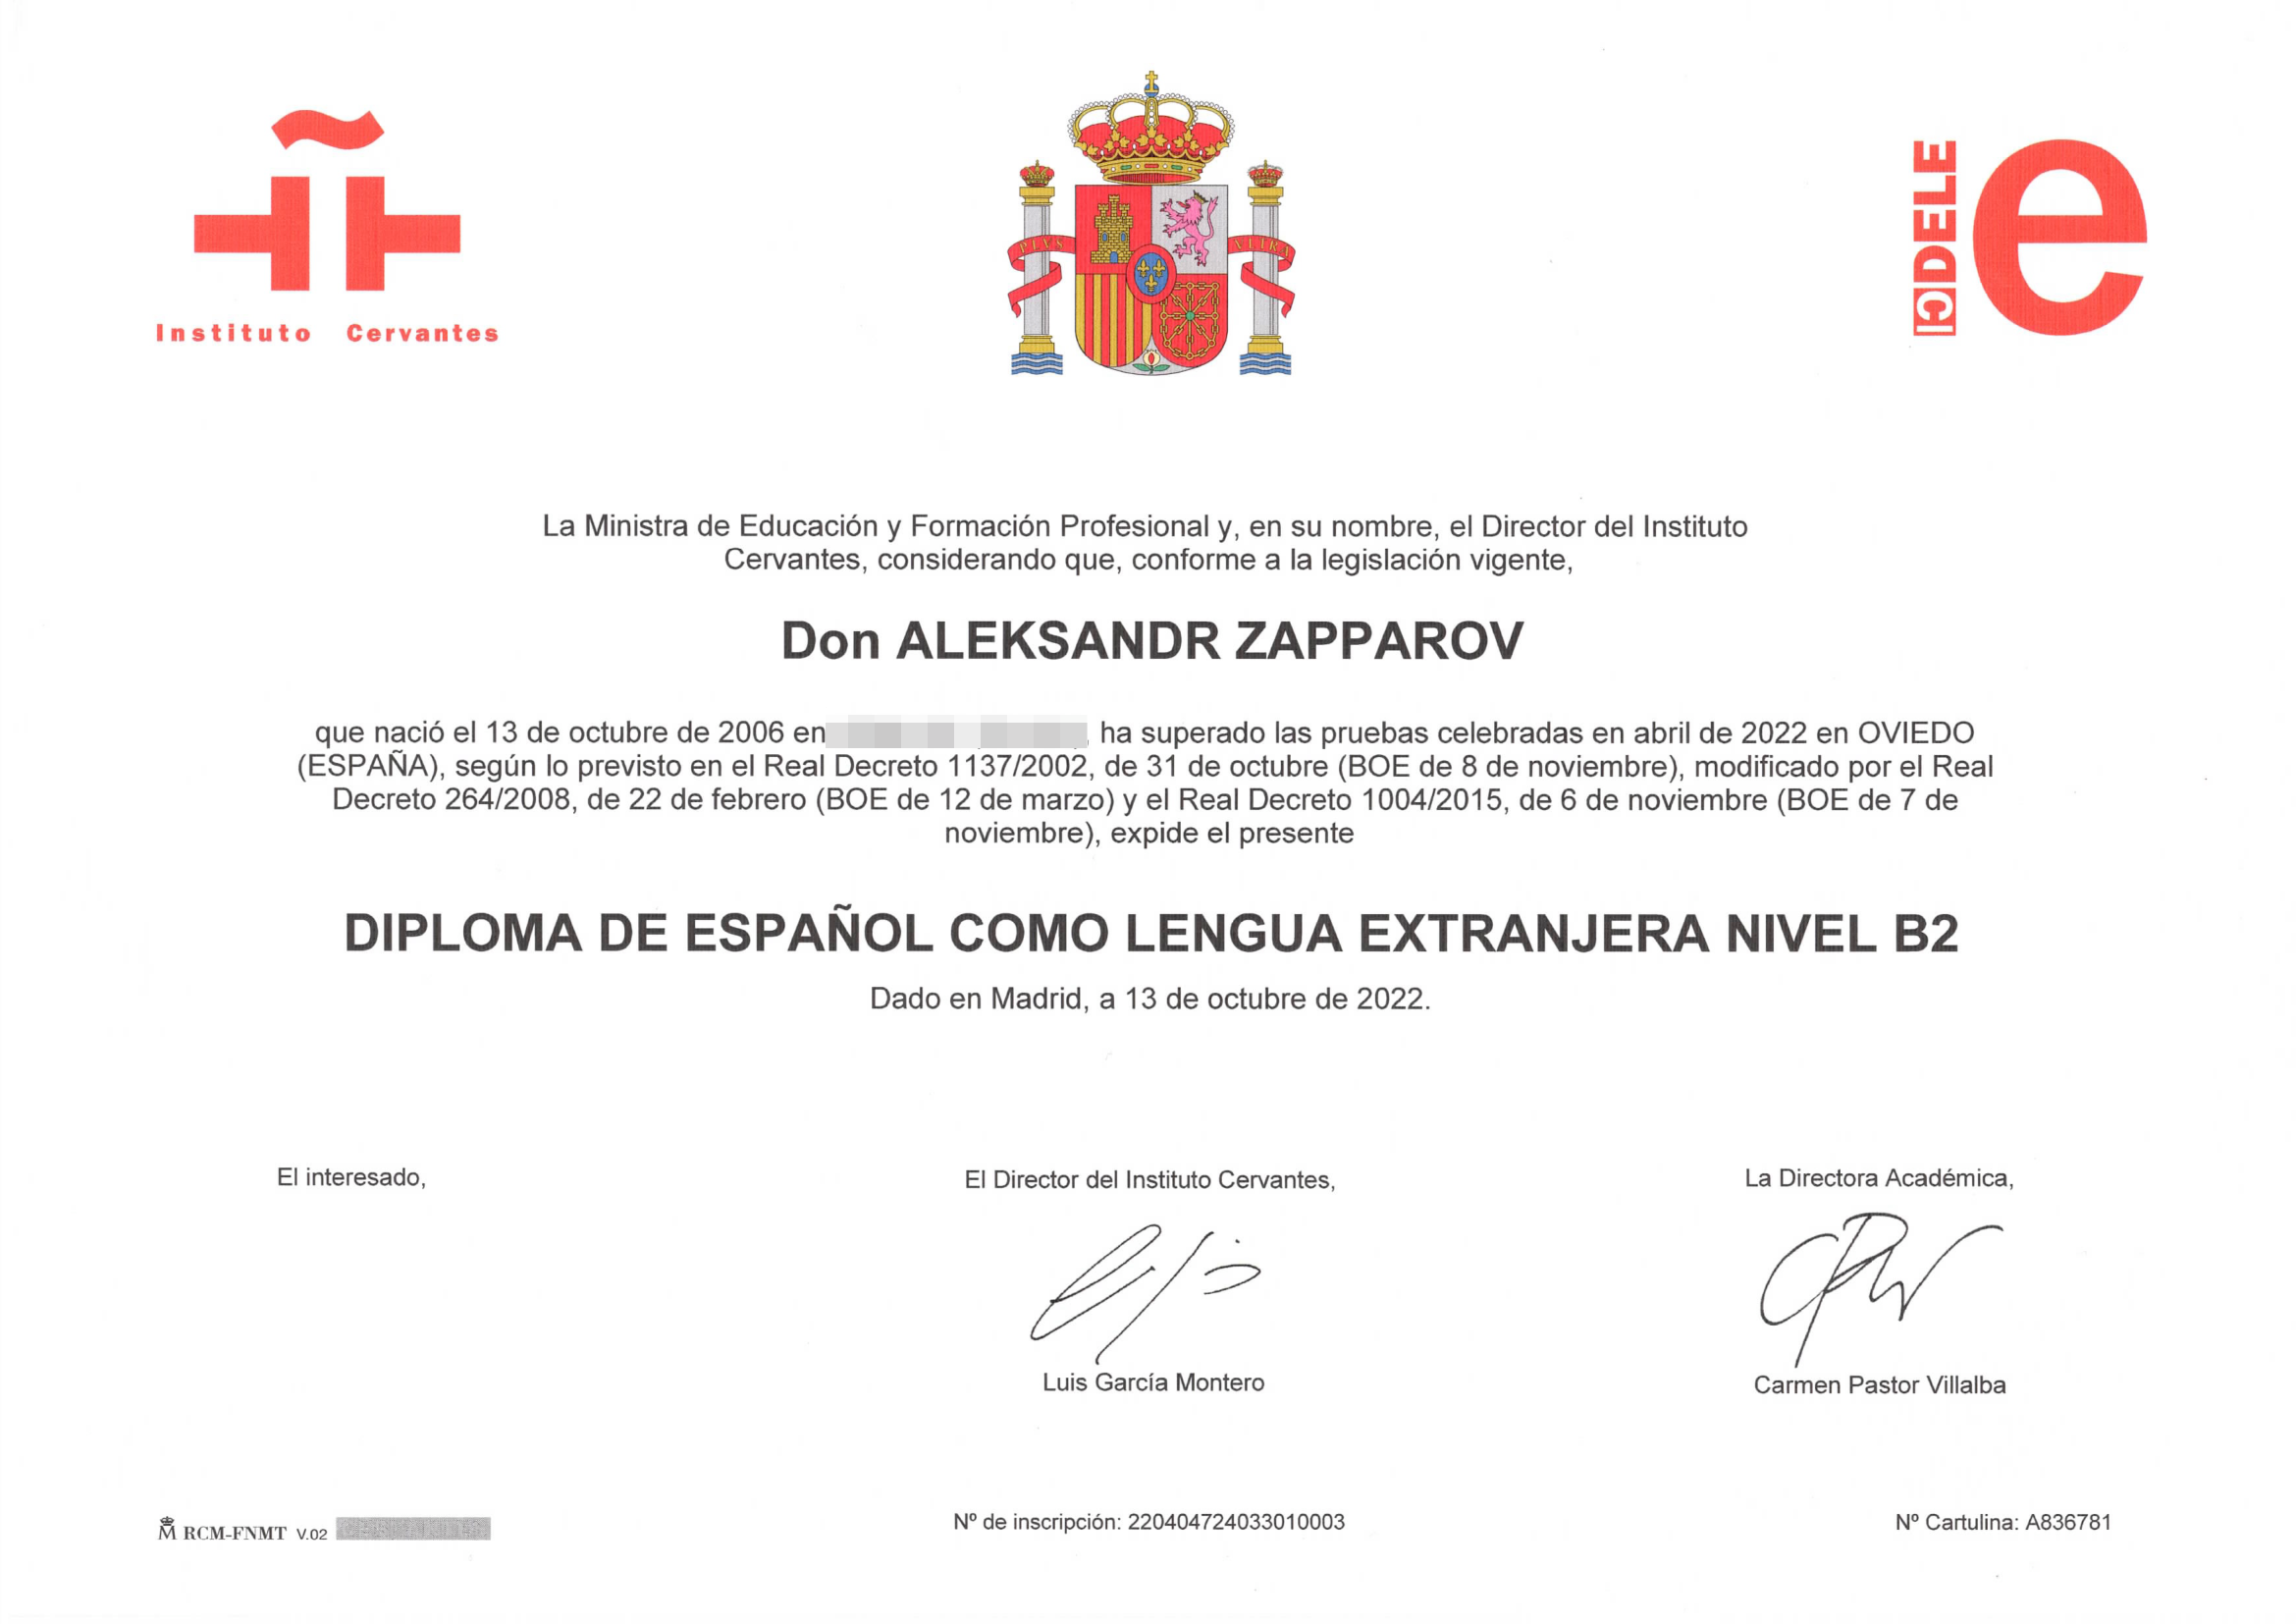 Instituto Cervantes
PLVS VLTRA
IC DELE e
La Ministra de Educación y Formación Profesional y, en su nombre, el Director del Instituto
Cervantes, considerando que, conforme a la legislación vigente,
Don ALEKSANDR ZAPPAROV
que nació el 13 de octubre de 2006 en ha superado las pruebas celebradas en abril de 2022 en OVIEDO
(ESPAÑA), según lo previsto en el Real Decreto 1137/2002, de 31 de octubre (BOE de 8 de noviembre), modificado por el Real
Decreto 264/2008, de 22 de febrero (BOE de 12 de marzo) y el Real Decreto 1004/2015, de 6 de noviembre (BOE de 7 de
noviembre), expide el presente
DIPLOMA DE ESPAÑOL COMO LENGUA EXTRANJERA NIVEL B2
Dado en Madrid, a 13 de octubre de 2022.
El interesado,
El Director del Instituto Cervantes,
La Directora Académica,
Luis García Montero
Carmen Pastor Villalba
M RCM-FNMT V.02
Nº de inscripción: 220404724033010003
Nº Cartulina: A836781